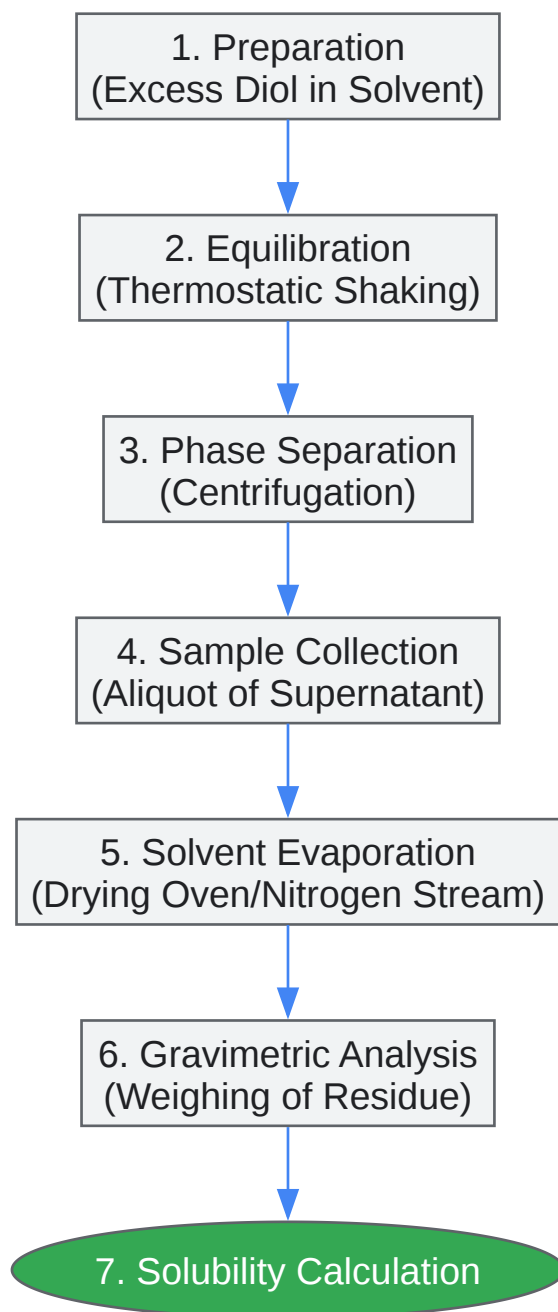 1. Preparation
(Excess Diol in Solvent)
2. Equilibration
(Thermostatic Shaking)
3. Phase Separation
(Centrifugation)
4. Sample Collection
(Aliquot of Supernatant)
5. Solvent Evaporation
(Drying Oven/Nitrogen Stream)
6. Gravimetric Analysis
(Weighing of Residue)
7. Solubility Calculation